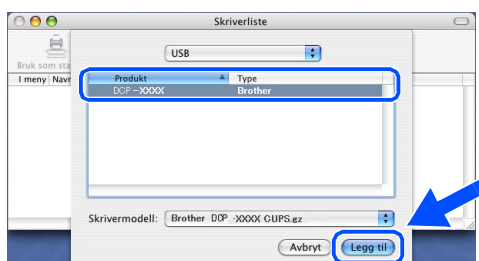 Skriverliste
USB
Bruk som sta
I meny Navn
Produkt Type
DCP-XXXX Brother
Skrivermodell: Brother DCP-XXXX CUPS.gz
Avbryt Legg til